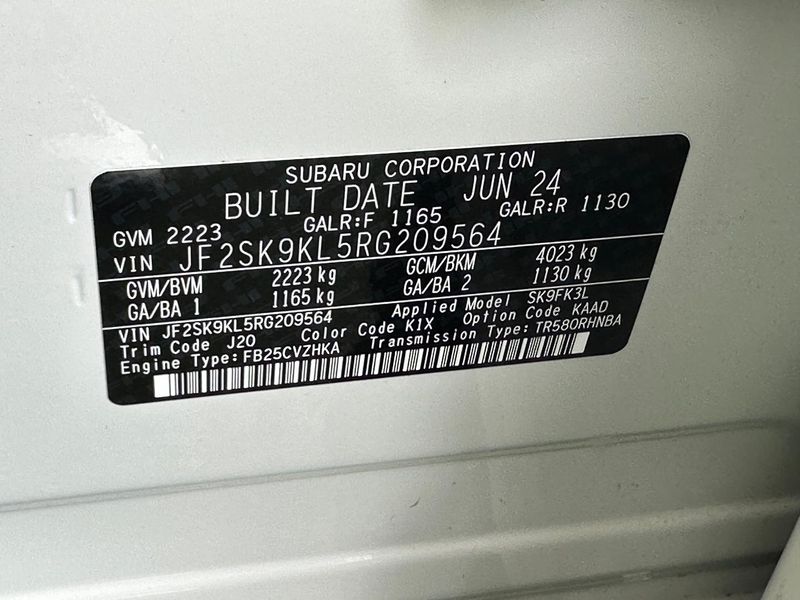 SUBARU CORPORATION
BUILT DATE JUN 24
GVM 2223 GALR:F 1165 GALR:R 1130
VIN JF2SK9KL5RG209564
GVM/BVM 2223 kg GCM/BKM 4023 kg
GA/BA 1 1165 kg GA/BA 2 1130 kg
VIN JF2SK9KL5RG209564 Applied Model SK9FK3L
Trim Code J20 Color Code K1X Option Code KAAD
Engine Type:FB25CVZHKA Transmission Type:TR580RHNBA